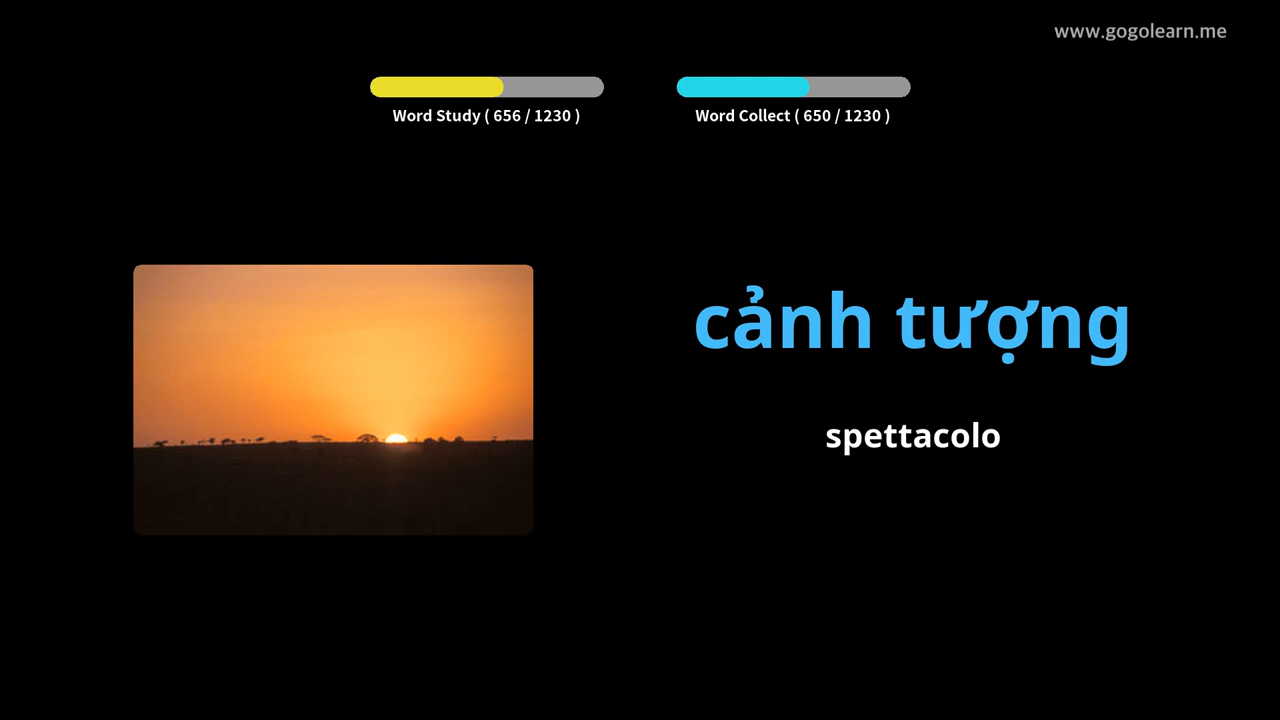 www.gogolearn.me
Word Study ( 656 / 1230 )
Word Collect ( 650 / 1230 )
cảnh tượng
spettacolo